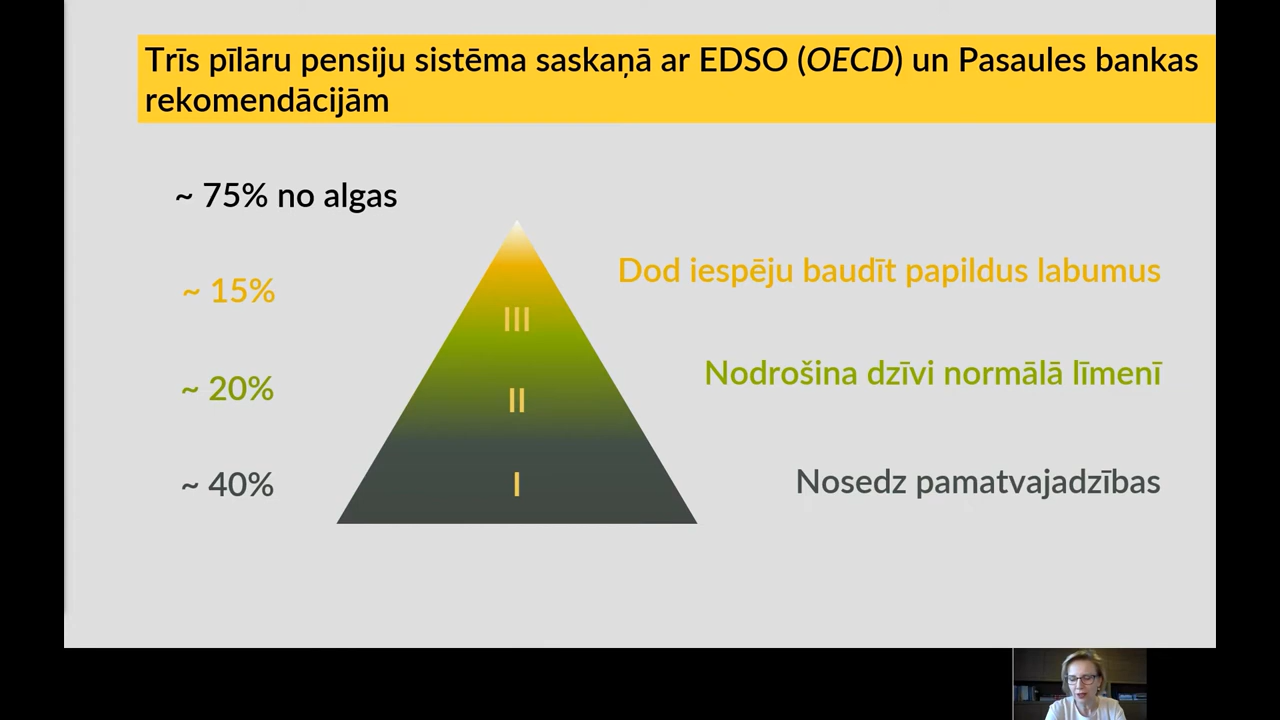 Trīs pīlāru pensiju sistēma saskaņā ar EDSO (OECD) un Pasaules bankas
rekomendācijām
~ 75% no algas
~ 15%
III
Dod iespēju baudīt papildus labumus
~ 20%
II
Nodrošina dzīvi normālā līmenī
~ 40%
I
Nosedz pamatvajadzības